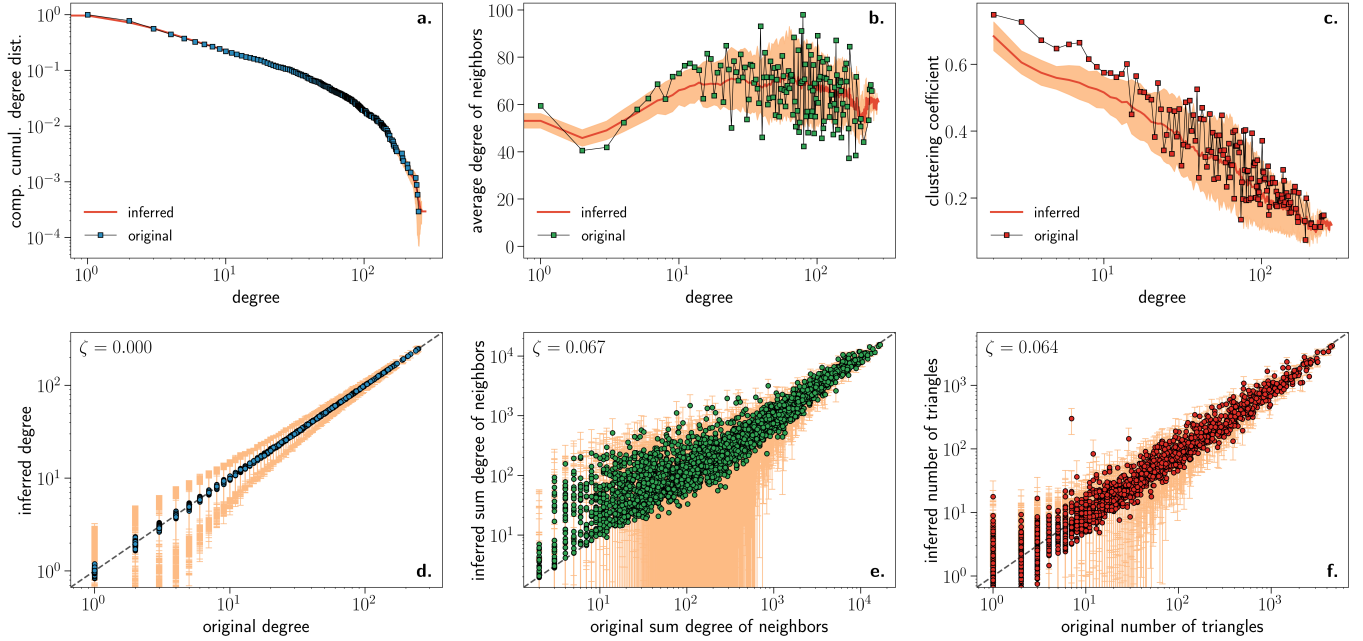 a.
comp. cumul. degree dist.
10^0
10^{-1}
10^{-2}
10^{-3}
10^{-4}
inferred
original
10^0 10^1 10^2
degree
b.
average degree of neighbors
100
80
60
40
20
0
inferred
original
10^0 10^1 10^2
degree
c.
clustering coefficient
0.6
0.4
0.2
inferred
original
10^1 10^2
degree
ζ = 0.000
inferred degree
10^2
10^1
10^0
d.
10^0 10^1 10^2
original degree
ζ = 0.067
inferred sum degree of neighbors
10^4
10^3
10^2
10^1
e.
10^1 10^2 10^3 10^4
original sum degree of neighbors
ζ = 0.064
inferred number of triangles
10^3
10^2
10^1
10^0
f.
10^0 10^1 10^2 10^3
original number of triangles